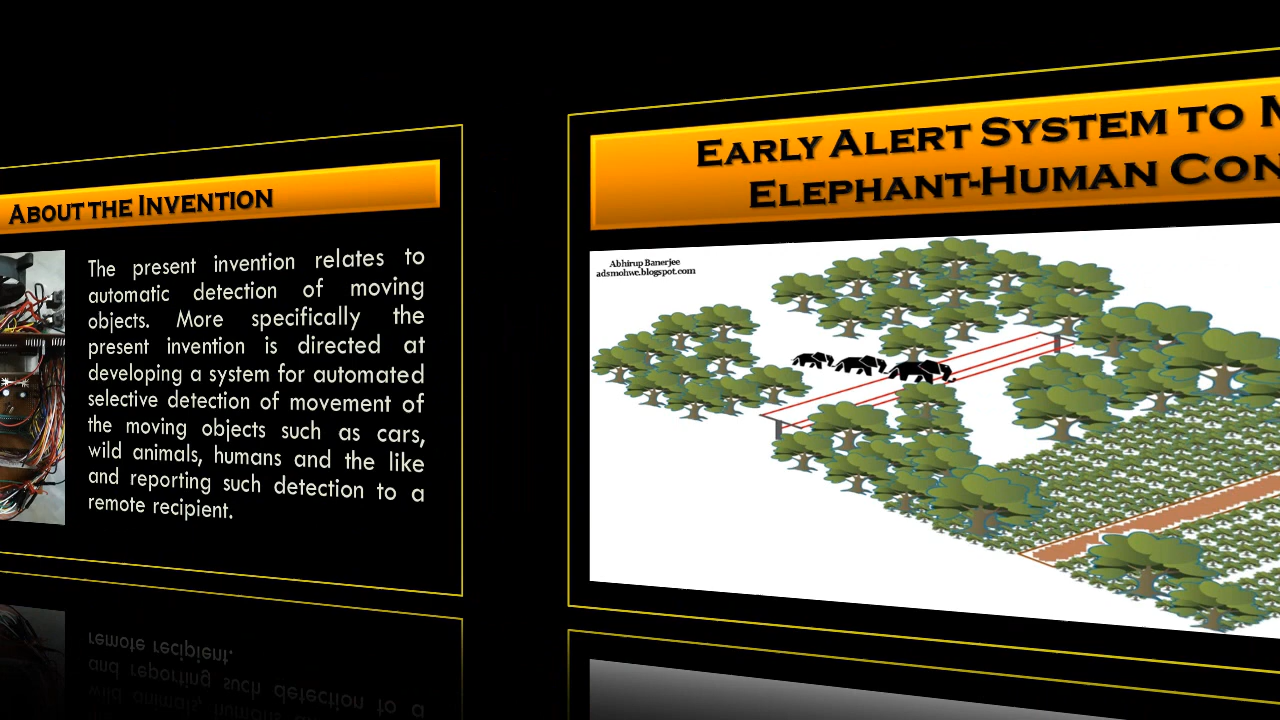 About the Invention
The present invention relates to
automatic detection of moving
objects. More specifically the
present invention is directed at
developing a system for automated
selective detection of movement of
the moving objects such as cars,
wild animals, humans and the like
and reporting such detection to a
remote recipient.
Early Alert System to
Elephant-Human
Abhirup Banerjee
adsmohwc.blogspot.com